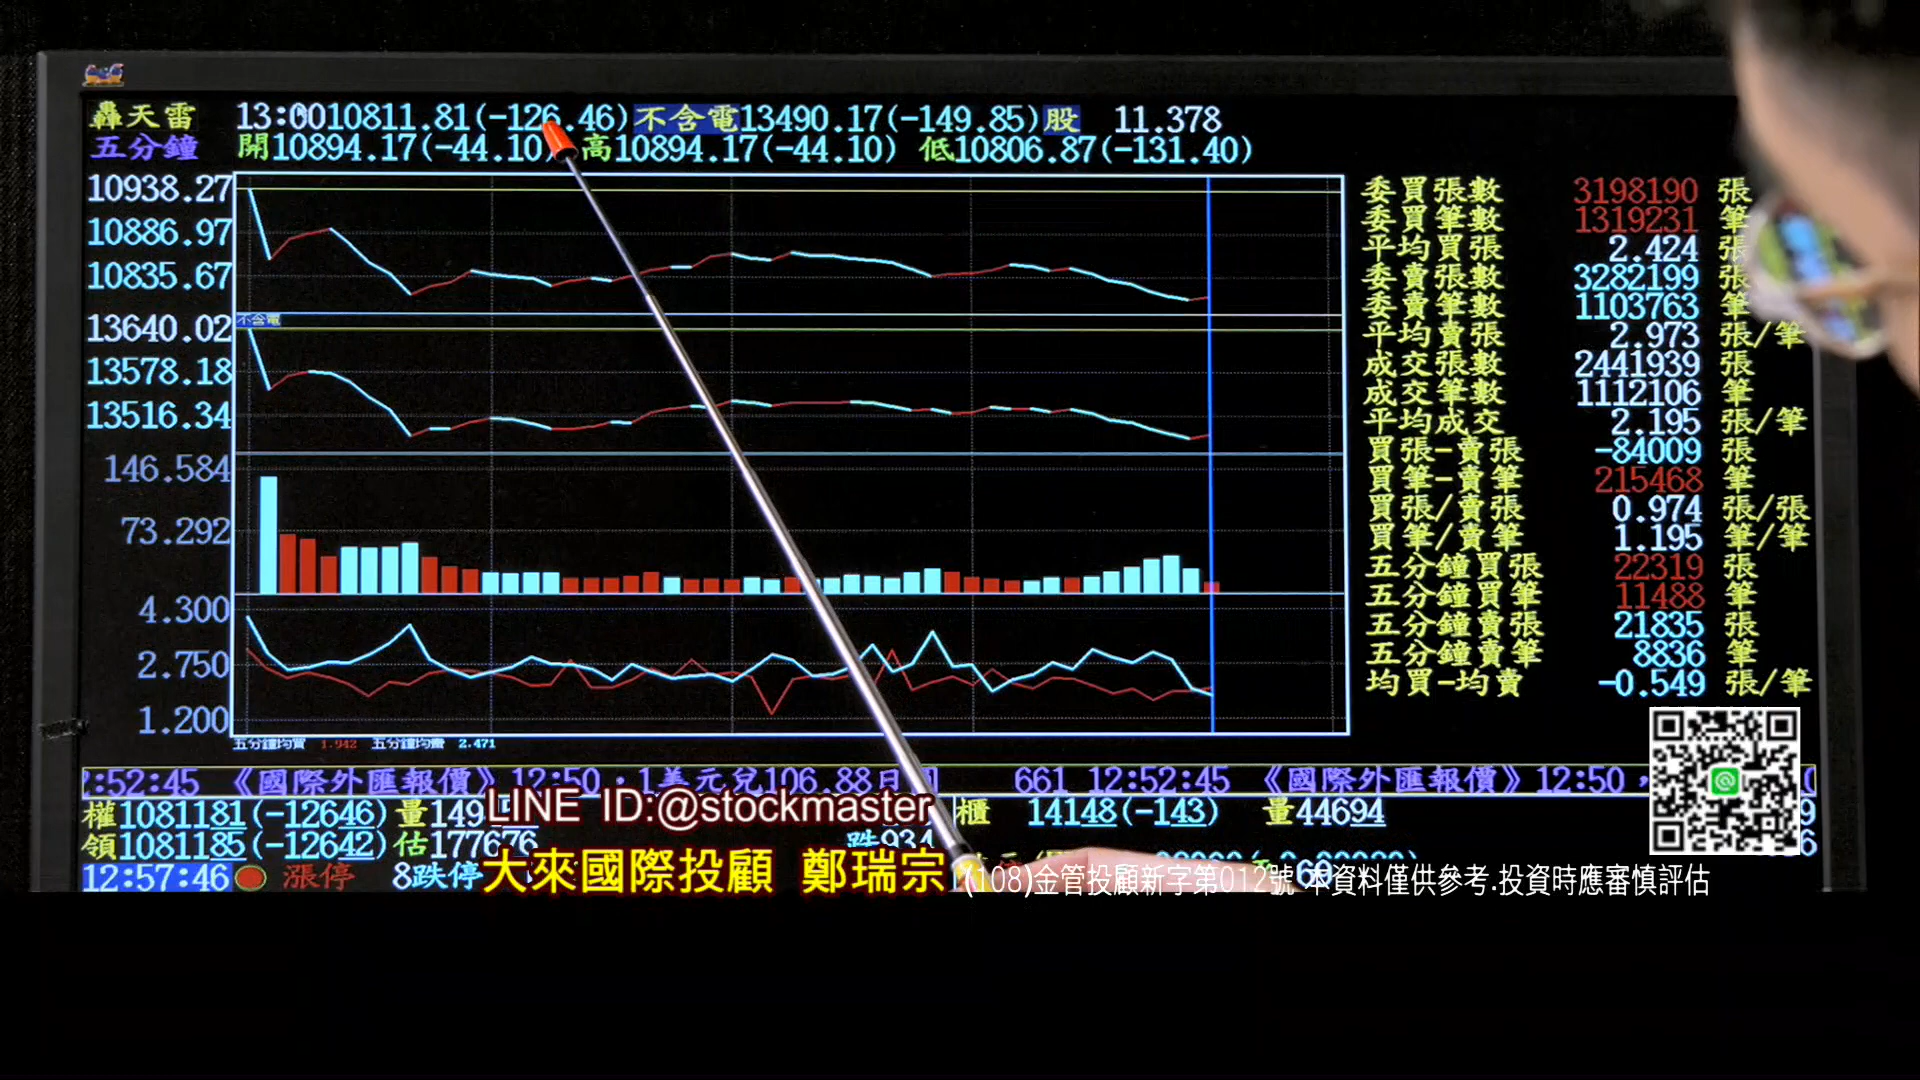 轟天雷 13:00 10811.81(-126.46) 不含電 13490.17(-149.85) 股 11.378
五分鐘 開10894.17(-44.10) 高10894.17(-44.10) 低10806.87(-131.40)
10938.27
10886.97
10835.67
不含電
13640.02
13578.18
13516.34
146.584
73.292
4.300
2.750
1.200
五分鐘均買 1.942 五分鐘均賣 2.471
委買張數 3198190 張
委買筆數 1319231 筆
平均買張 2.424 張
委賣張數 3282199 張
委賣筆數 1103763 筆
平均賣張 2.973 張/筆
成交張數 2441939 張
成交筆數 1112106 筆
平均成交 2.195 張/筆
買張-賣張 -84009 張
買筆-賣筆 215468 筆
買張/賣張 0.974 張/張
買筆/賣筆 1.195 筆/筆
五分鐘買張 22319 張
五分鐘買筆 11488 筆
五分鐘賣張 21835 張
五分鐘賣筆 8836 筆
均買-均賣 -0.549 張/筆
2:52:45 《國際外匯報價》12:50,1美元兌106.88日圓 661 12:52:45 《國際外匯報價》12:50,
權1081181(-12646) 量149 櫃 14148(-143) 量44694
領1081185(-12642) 估177676 跌934
12:57:46 漲停 8跌停
LINE ID:@stockmaster
大來國際投顧 鄭瑞宗 (108)金管投顧新字第012號 本資料僅供參考.投資時應審慎評估